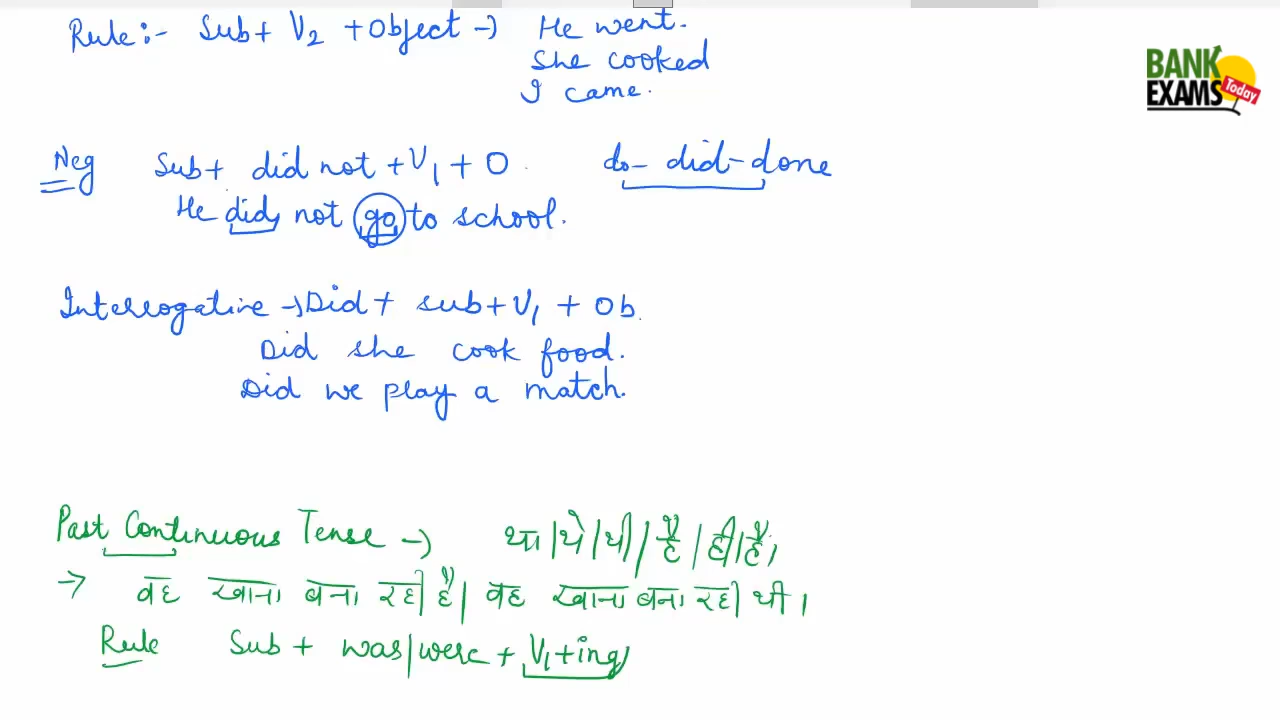 Rule:- Sub + V2 + Object → He went.
She cooked
I came.
BANK
EXAMS Today
Neg Sub + did not + V1 + O do - did - done
He did not go to school.
Interrogative → Did + sub + V1 + Ob.
Did she cook food.
Did we play a match.
Past Continuous Tense → था / थे / थी /
→ वह खाना बना रही है | वह खाना बना रही थी |
Rule Sub + was/were + V1 + ing